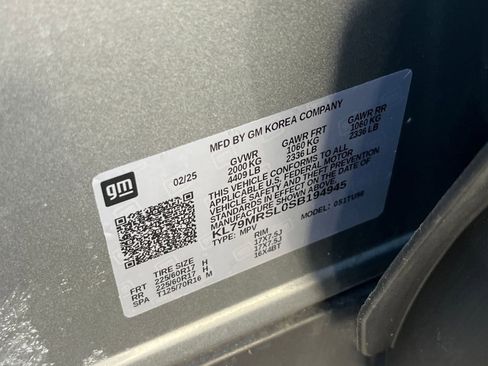 MFD BY GM KOREA COMPANY
02/25 GVWR GAWR FRT GAWR RR
2000 KG 1060 KG 1060 KG
4409 LB 2336 LB 2336 LB
gm
THIS VEHICLE CONFORMS TO ALL
APPLICABLE U.S. FEDERAL MOTOR
VEHICLE SAFETY AND THEFT PREVENTION
STANDARDS IN EFFECT ON THE DATE OF
MANUFACTURE SHOWN ABOVE.
KL79MRSL0SB194945
TYPE: MPV MODEL:
TIRE SIZE RIM
FRT 225/60R17 H 17X7.5J
RR 225/60R17 H 17X7.5J
SPA T125/70R16 M 16X4BT